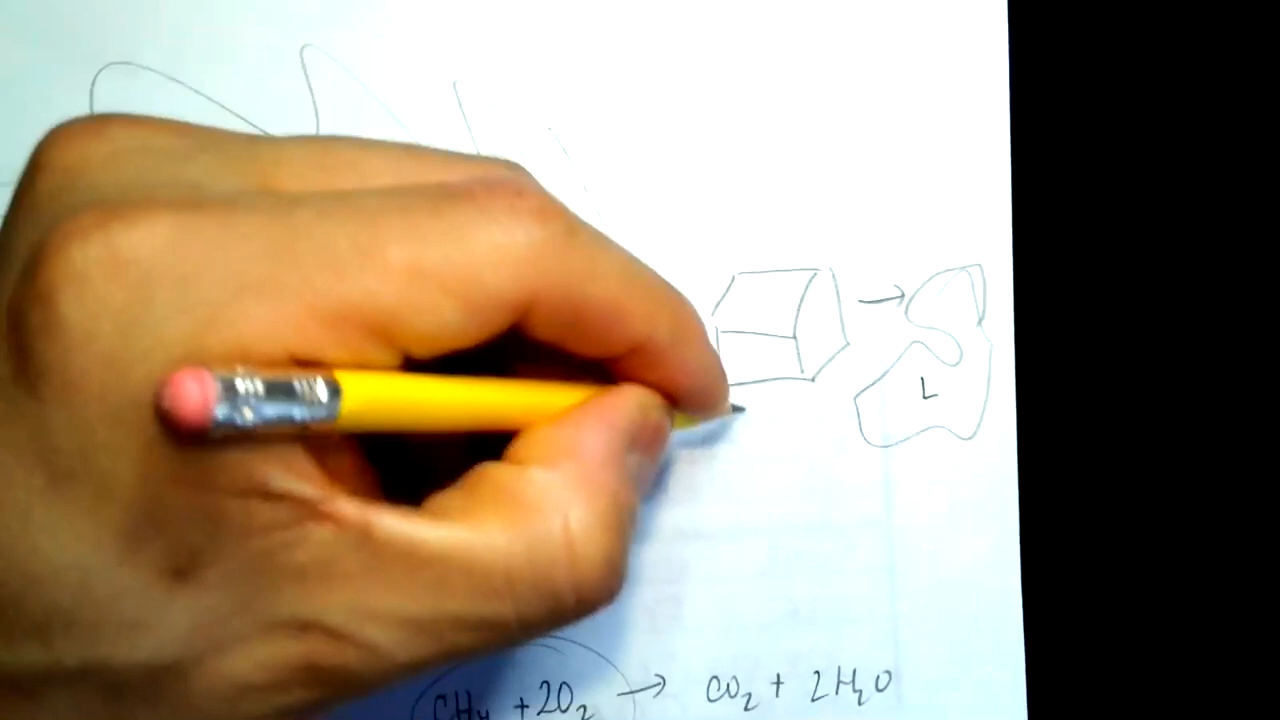 L
CH₄ + 2O₂ → CO₂ + 2H₂O